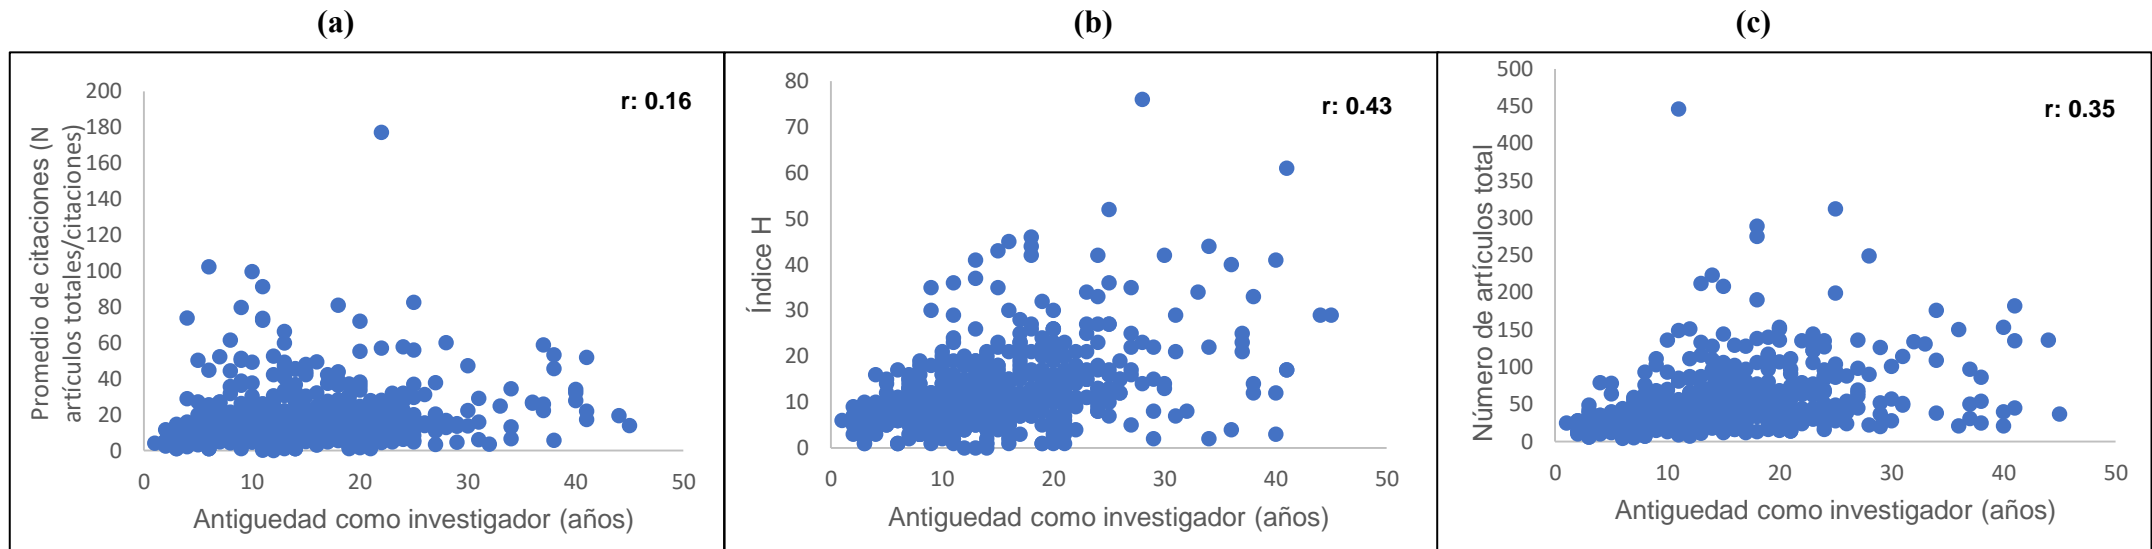 (a)
(b)
(c)
r: 0.16
Promedio de citaciones (N
artículos totales/citaciones)
200
180
160
140
120
100
80
60
40
20
0
0 10 20 30 40 50
Antiguedad como investigador (años)
r: 0.43
Índice H
80
70
60
50
40
30
20
10
0
0 10 20 30 40 50
Antiguedad como investigador (años)
r: 0.35
Número de artículos total
500
450
400
350
300
250
200
150
100
50
0
0 10 20 30 40 50
Antiguedad como investigador (años)